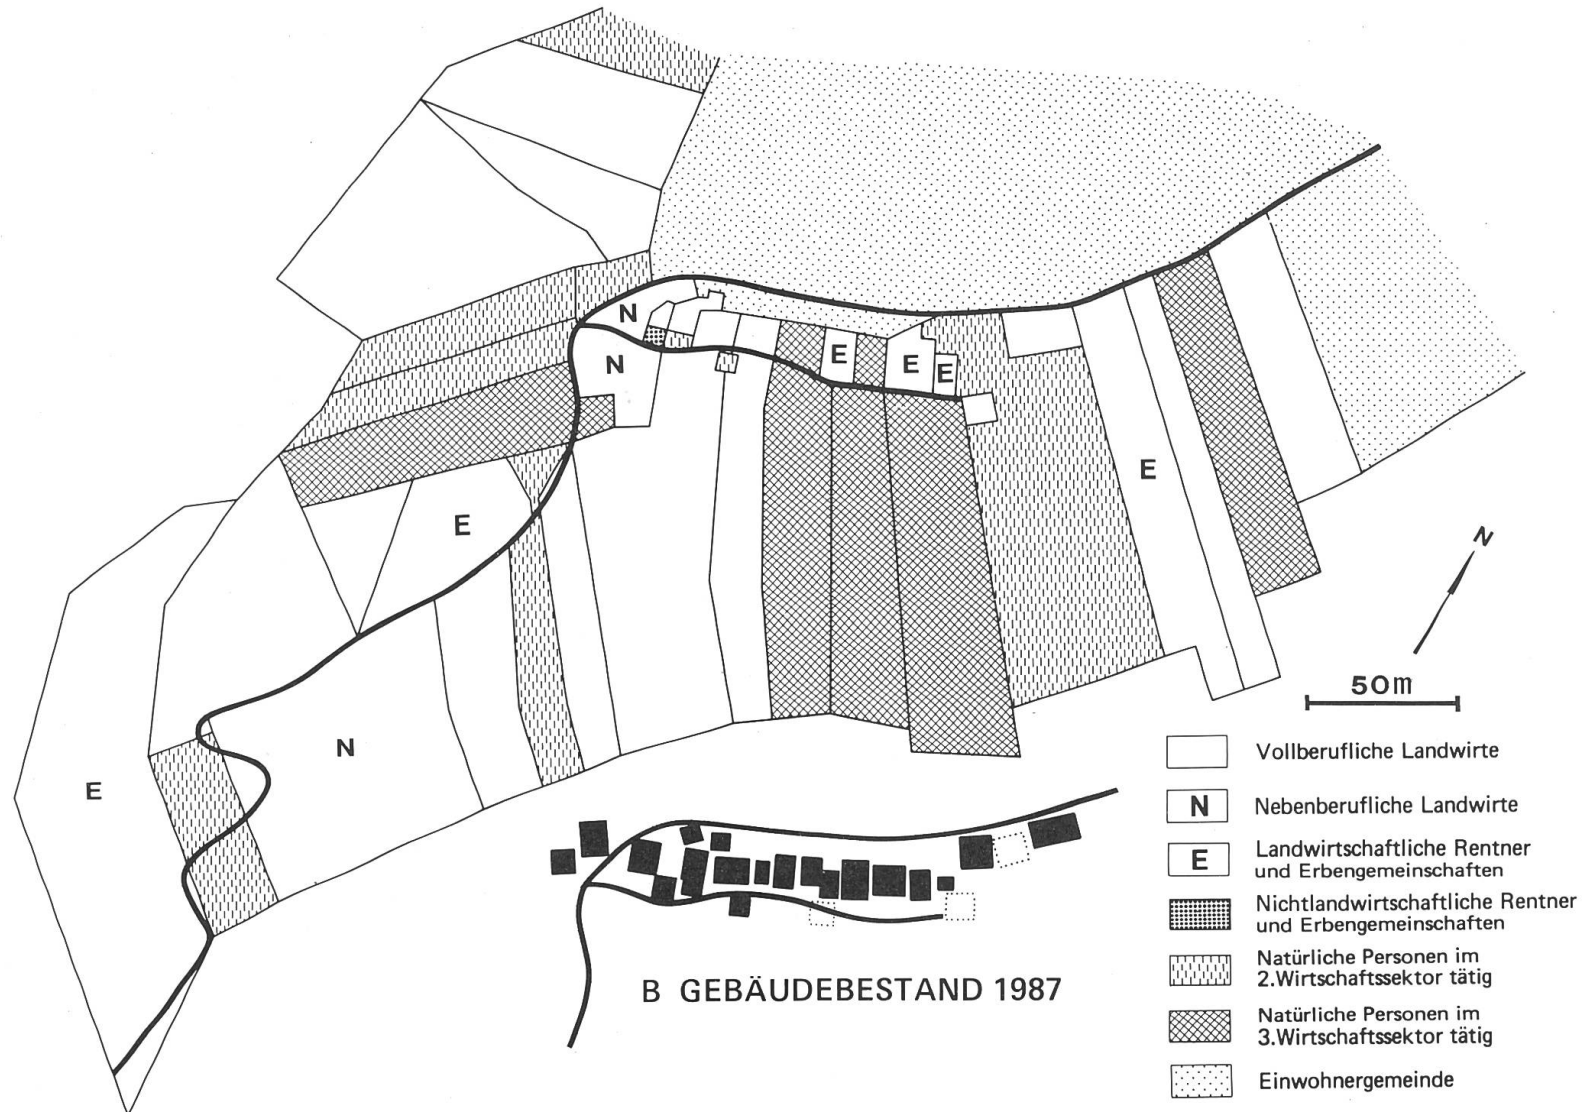 N
N
E
E
E
E
E
N
E
N
50m
Vollberufliche Landwirte
N Nebenberufliche Landwirte
E Landwirtschaftliche Rentner
und Erbengemeinschaften
Nichtlandwirtschaftliche Rentner
und Erbengemeinschaften
Natürliche Personen im
2.Wirtschaftssektor tätig
Natürliche Personen im
3.Wirtschaftssektor tätig
Einwohnergemeinde
B GEBÄUDEBESTAND 1987